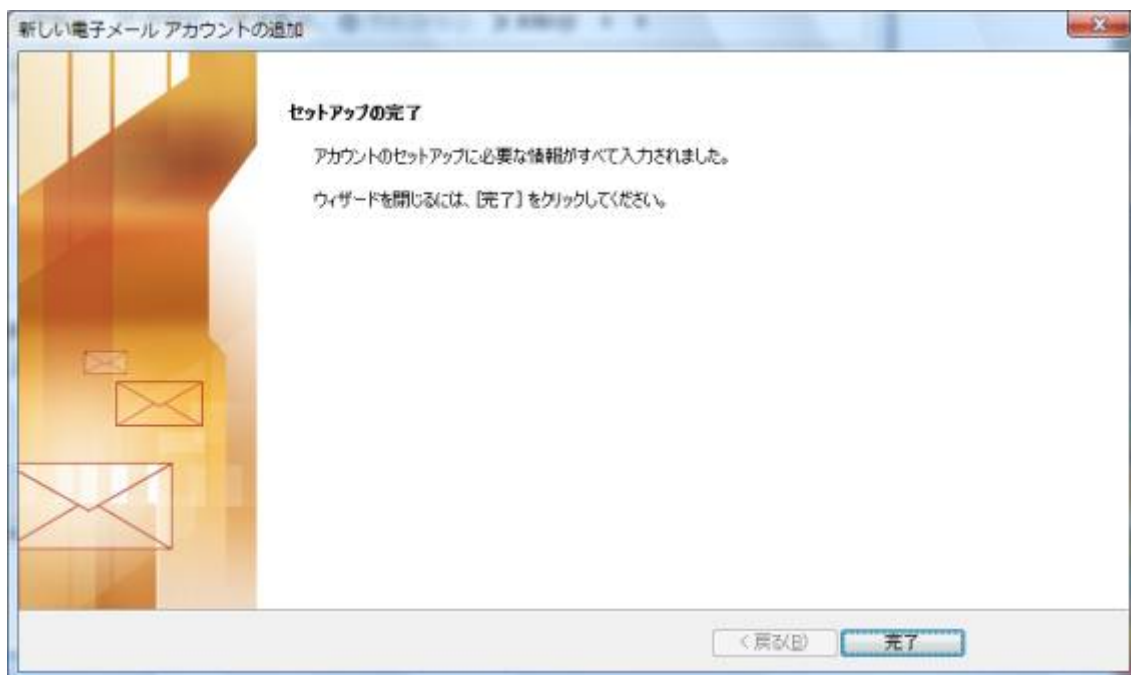 新しい電子メール アカウントの追加
セットアップの完了
アカウントのセットアップに必要な情報がすべて入力されました。
ウィザードを閉じるには、[完了] をクリックしてください。
< 戻る(B)
完了